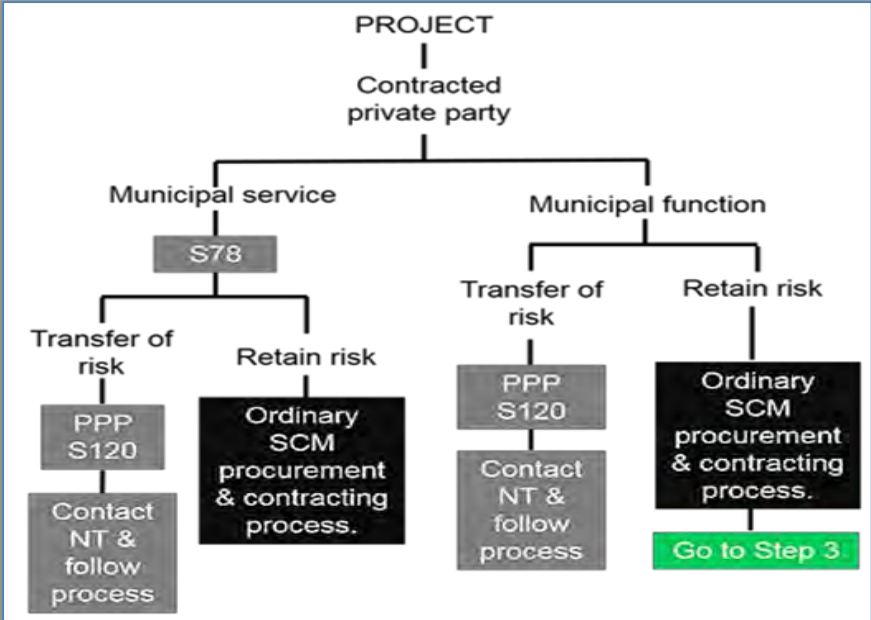 PROJECT
Contracted
private party
Municipal service
S78
Transfer of
risk
PPP
S120
Contact
NT &
follow
process
Retain risk
Ordinary
SCM
procurement
& contracting
process.
Municipal function
Transfer of
risk
PPP
S120
Contact
NT &
follow
process
Retain risk
Ordinary
SCM
procurement
& contracting
process.
Go to Step 3